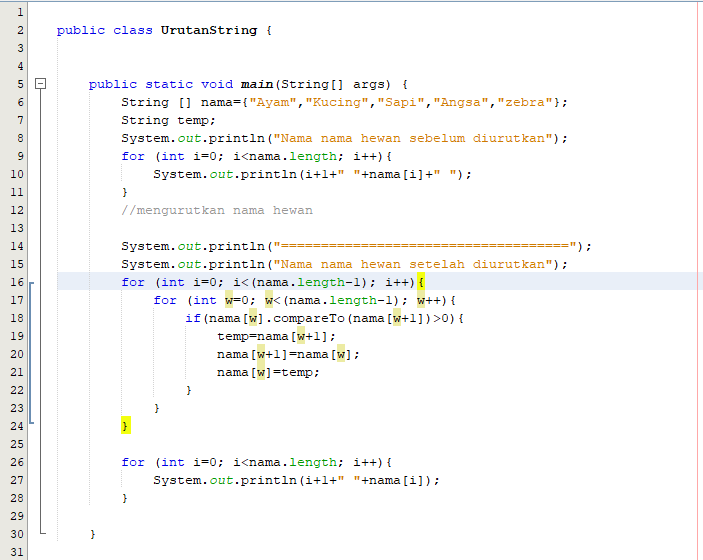 1
2 public class UrutanString {
3
4
5 public static void main(String[] args) {
6 String [] nama={"Ayam","Kucing","Sapi","Angsa","zebra"};
7 String temp;
8 System.out.println("Nama nama hewan sebelum diurutkan");
9 for (int i=0; i<nama.length; i++){
10 System.out.println(i+1+" "+nama[i]+" ");
11 }
12 //mengurutkan nama hewan
13
14 System.out.println("====================================");
15 System.out.println("Nama nama hewan setelah diurutkan");
16 for (int i=0; i<(nama.length-1); i++){
17 for (int w=0; w<(nama.length-1); w++){
18 if(nama[w].compareTo(nama[w+1])>0){
19 temp=nama[w+1];
20 nama[w+1]=nama[w];
21 nama[w]=temp;
22 }
23 }
24 }
25
26 for (int i=0; i<nama.length; i++){
27 System.out.println(i+1+" "+nama[i]);
28 }
29
30 }
31